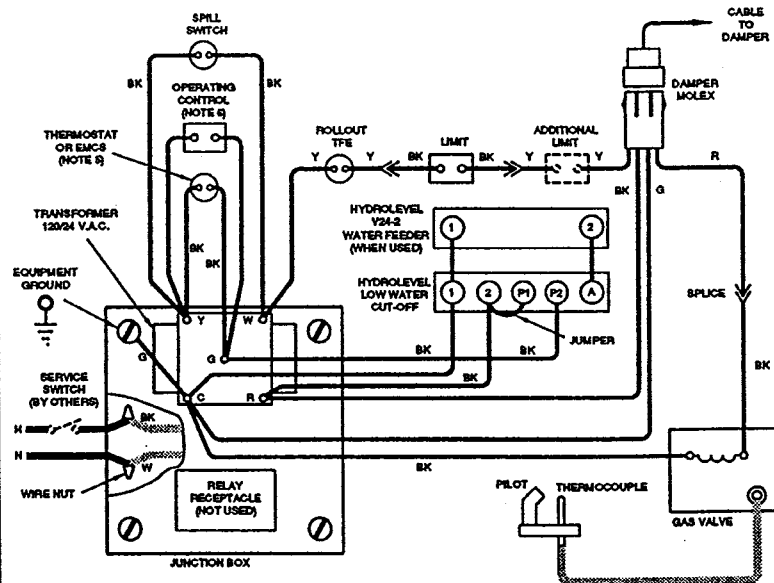 SPILL
SWITCH
CABLE
TO
DAMPER
BK
BK
OPERATING
CONTROL
(NOTE 6)
DAMPER
MOLEX
THERMOSTAT
OR EMCS
(NOTE 5)
ROLLOUT
TFE
LIMIT
ADDITIONAL
LIMIT
Y
Y
BK
BK
Y
Y
R
BK
G
TRANSFORMER
120/24 V.A.C.
BK
BK
HYDROLEVEL
V24-2
WATER FEEDER
(WHEN USED)
1
2
EQUIPMENT
GROUND
HYDROLEVEL
LOW WATER
CUT-OFF
1
2
P1
P2
A
SPLICE
Y
W
JUMPER
G
G
BK
BK
BK
SERVICE
SWITCH
(BY OTHERS)
C
R
BK
H
N
W
BK
WIRE NUT
RELAY
RECEPTACLE
(NOT USED)
PILOT
THERMOCOUPLE
GAS VALVE
JUNCTION BOX